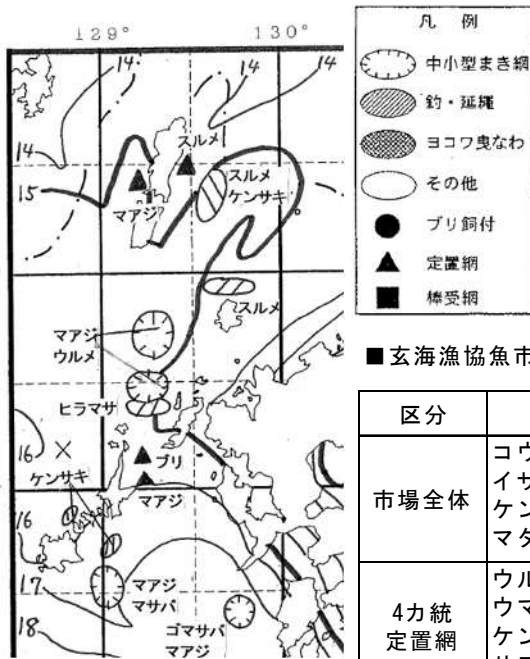 129°
130°
14
14
14
14
15
スルメ
スルメ
ケンサキ
マアジ
スルメ
マアジ
ウルメ
ヒラマサ
16
ケンサキ
ブリ
マアジ
16
17
マアジ
マサバ
18
ゴマサバ
マアジ
凡 例
中小型まき網
釣・延縄
ヨコワ曳なわ
その他
ブリ飼付
定置網
棒受網
■玄海漁協魚市
区分
市場全体
コウ
イサ
ケン
マダ
4カ統
定置網
ウル
ウマ
ケン